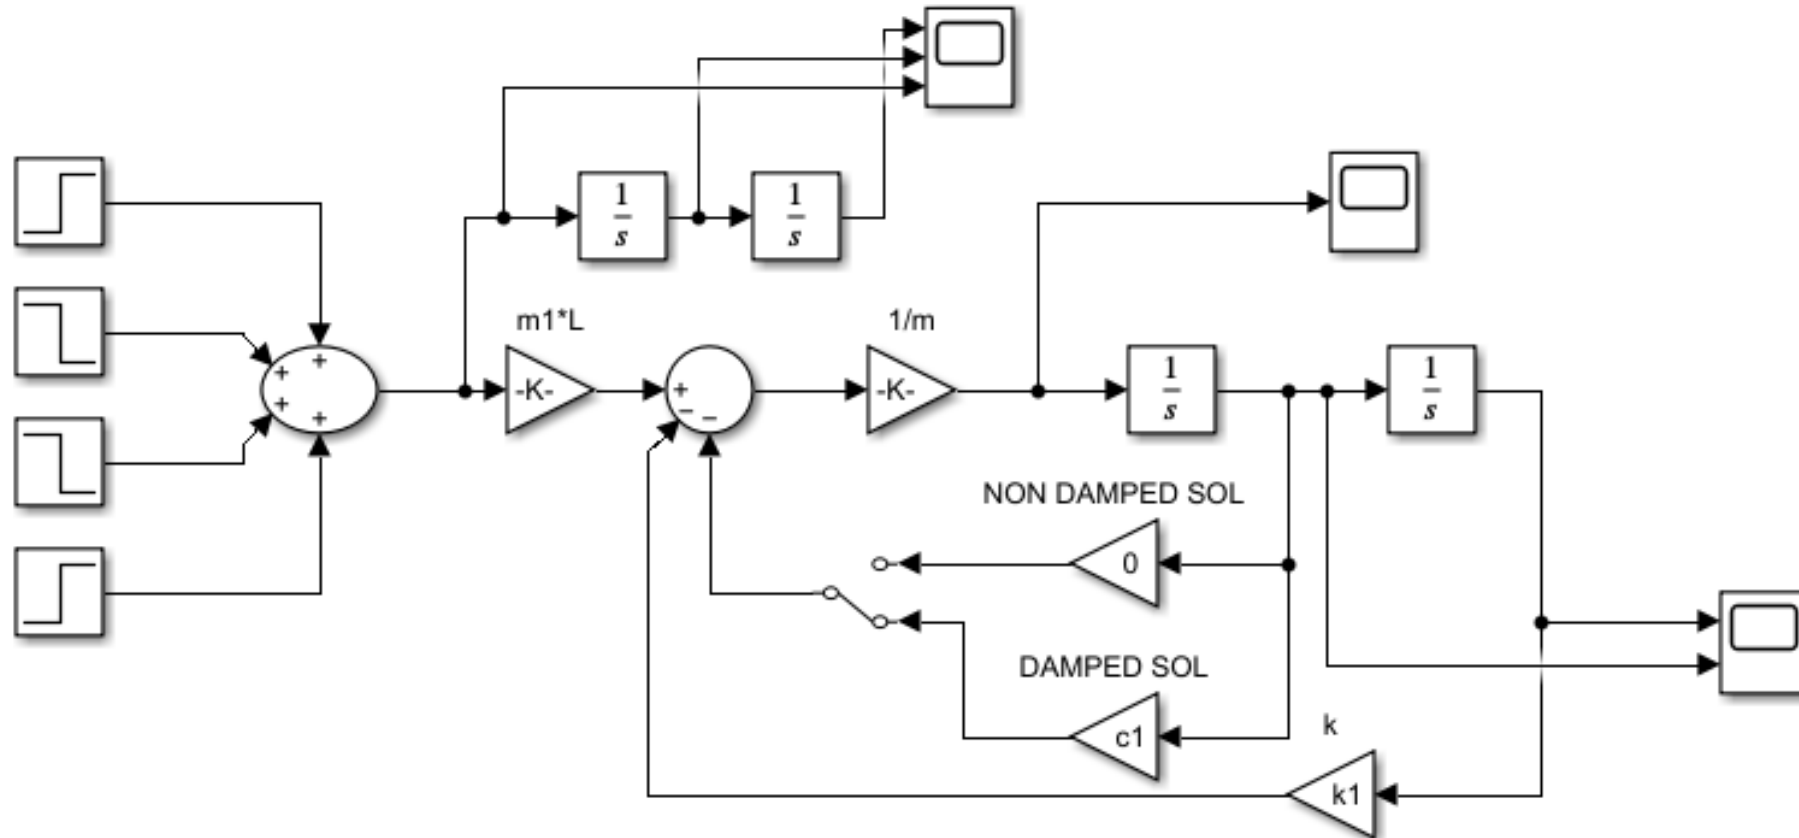 1
s
1
s
m1*L
1/m
+
+
+
+
-K-
+
−
−
-K-
1
s
1
s
NON DAMPED SOL
0
DAMPED SOL
c1
k
k1